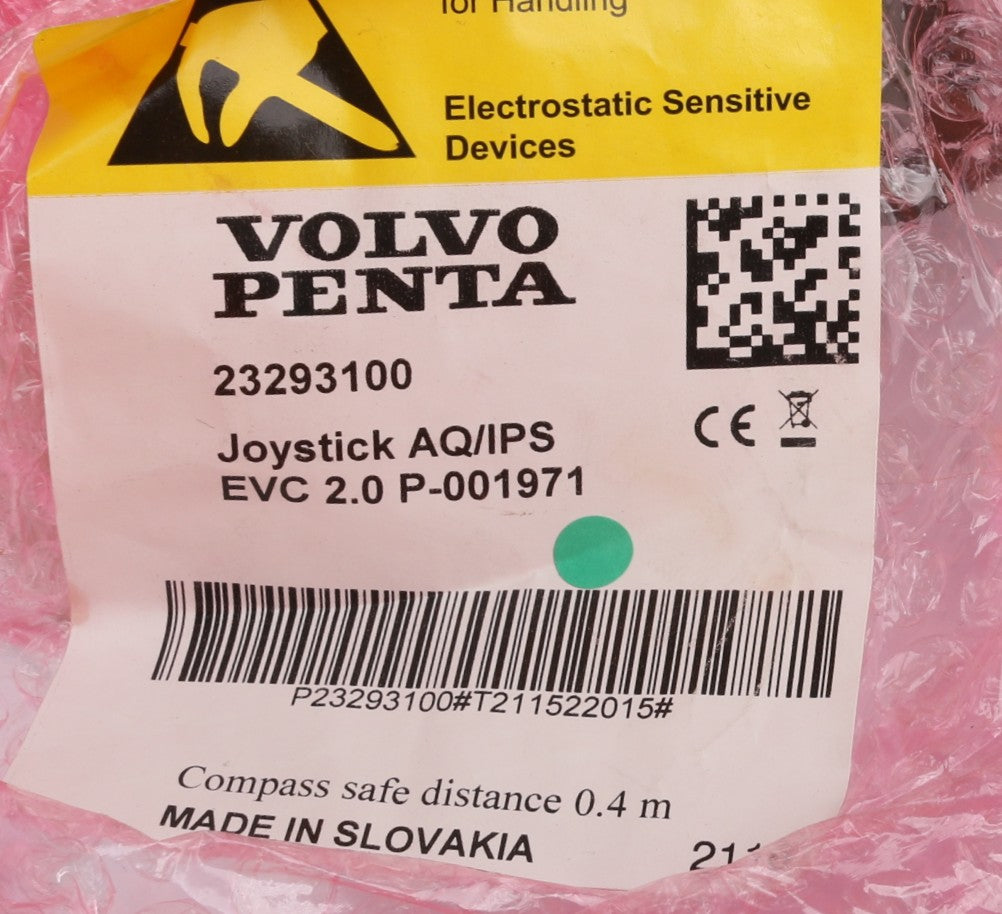 for Handling
Electrostatic Sensitive
Devices
VOLVO
PENTA
23293100
CE
Joystick AQ/IPS
EVC 2.0 P-001971
P23293100#T211522015#
Compass safe distance 0.4 m
MADE IN SLOVAKIA